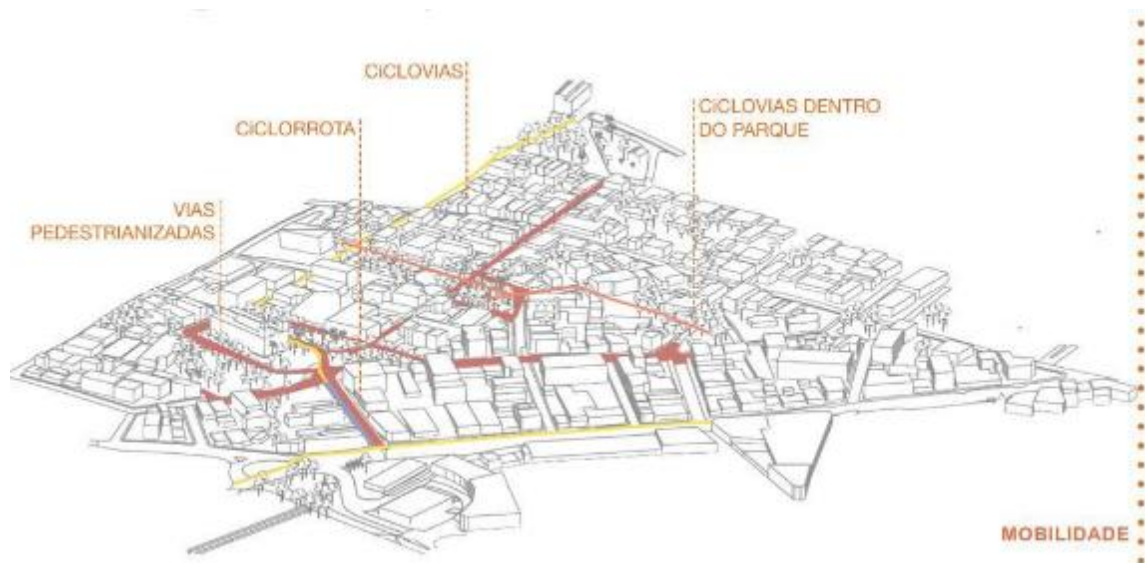 CiCLOVIAS
CiCLORROTA
CiCLOVIAS DENTRO
DO PARQUE
VIAS
PEDESTRIANIZADAS
MOBILIDADE